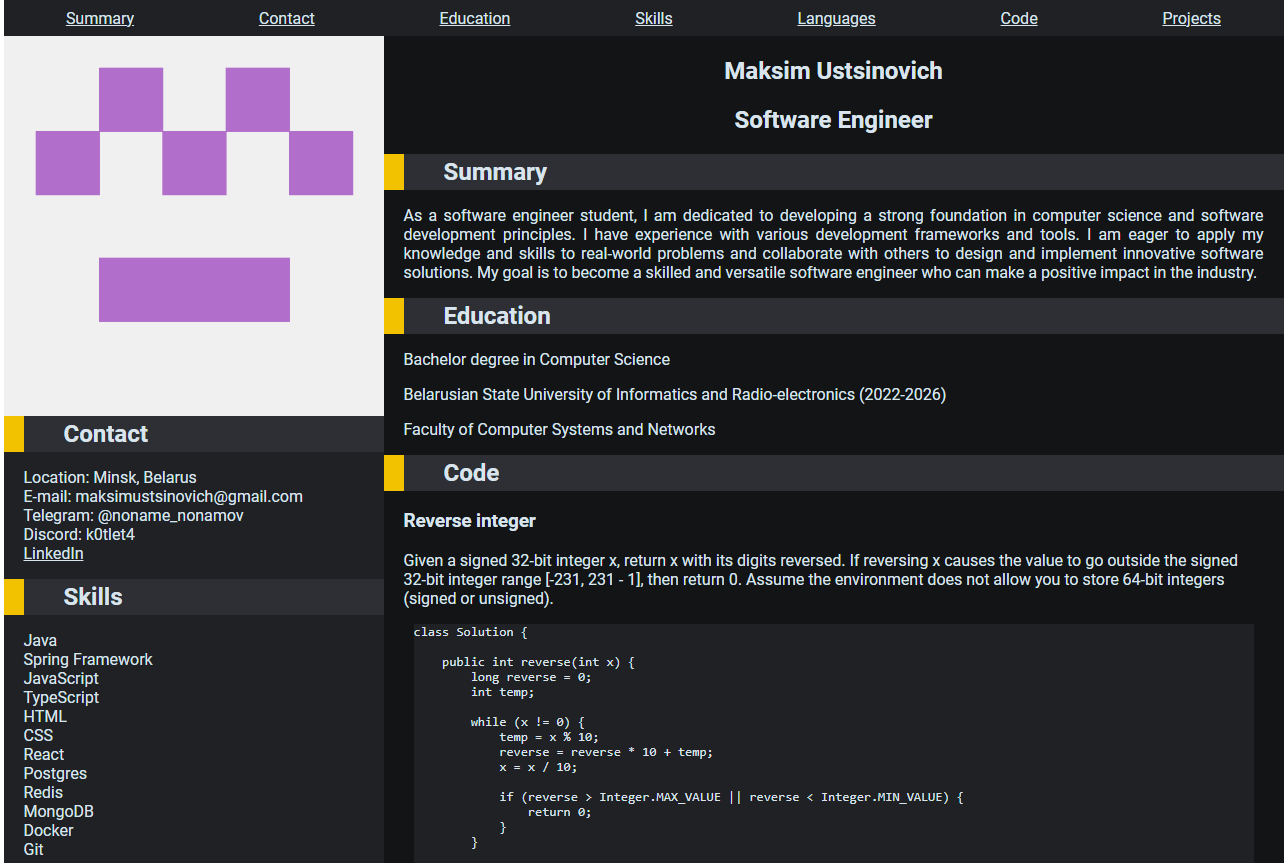 Summary Contact Education Skills Languages Code Projects
Contact
Location: Minsk, Belarus
E-mail: maksimustsinovich@gmail.com
Telegram: @noname_nonamov
Discord: k0tlet4
LinkedIn
Skills
Java
Spring Framework
JavaScript
TypeScript
HTML
CSS
React
Postgres
Redis
MongoDB
Docker
Git
Maksim Ustsinovich
Software Engineer
Summary
As a software engineer student, I am dedicated to developing a strong foundation in computer science and software
development principles. I have experience with various development frameworks and tools. I am eager to apply my
knowledge and skills to real-world problems and collaborate with others to design and implement innovative software
solutions. My goal is to become a skilled and versatile software engineer who can make a positive impact in the industry.
Education
Bachelor degree in Computer Science
Belarusian State University of Informatics and Radio-electronics (2022-2026)
Faculty of Computer Systems and Networks
Code
Reverse integer
Given a signed 32-bit integer x, return x with its digits reversed. If reversing x causes the value to go outside the signed
32-bit integer range [-231, 231 - 1], then return 0. Assume the environment does not allow you to store 64-bit integers
(signed or unsigned).
class Solution {
    public int reverse(int x) {
        long reverse = 0;
        int temp;
        while (x != 0) {
            temp = x % 10;
            reverse = reverse * 10 + temp;
            x = x / 10;
            if (reverse > Integer.MAX_VALUE || reverse < Integer.MIN_VALUE) {
                return 0;
            }
        }